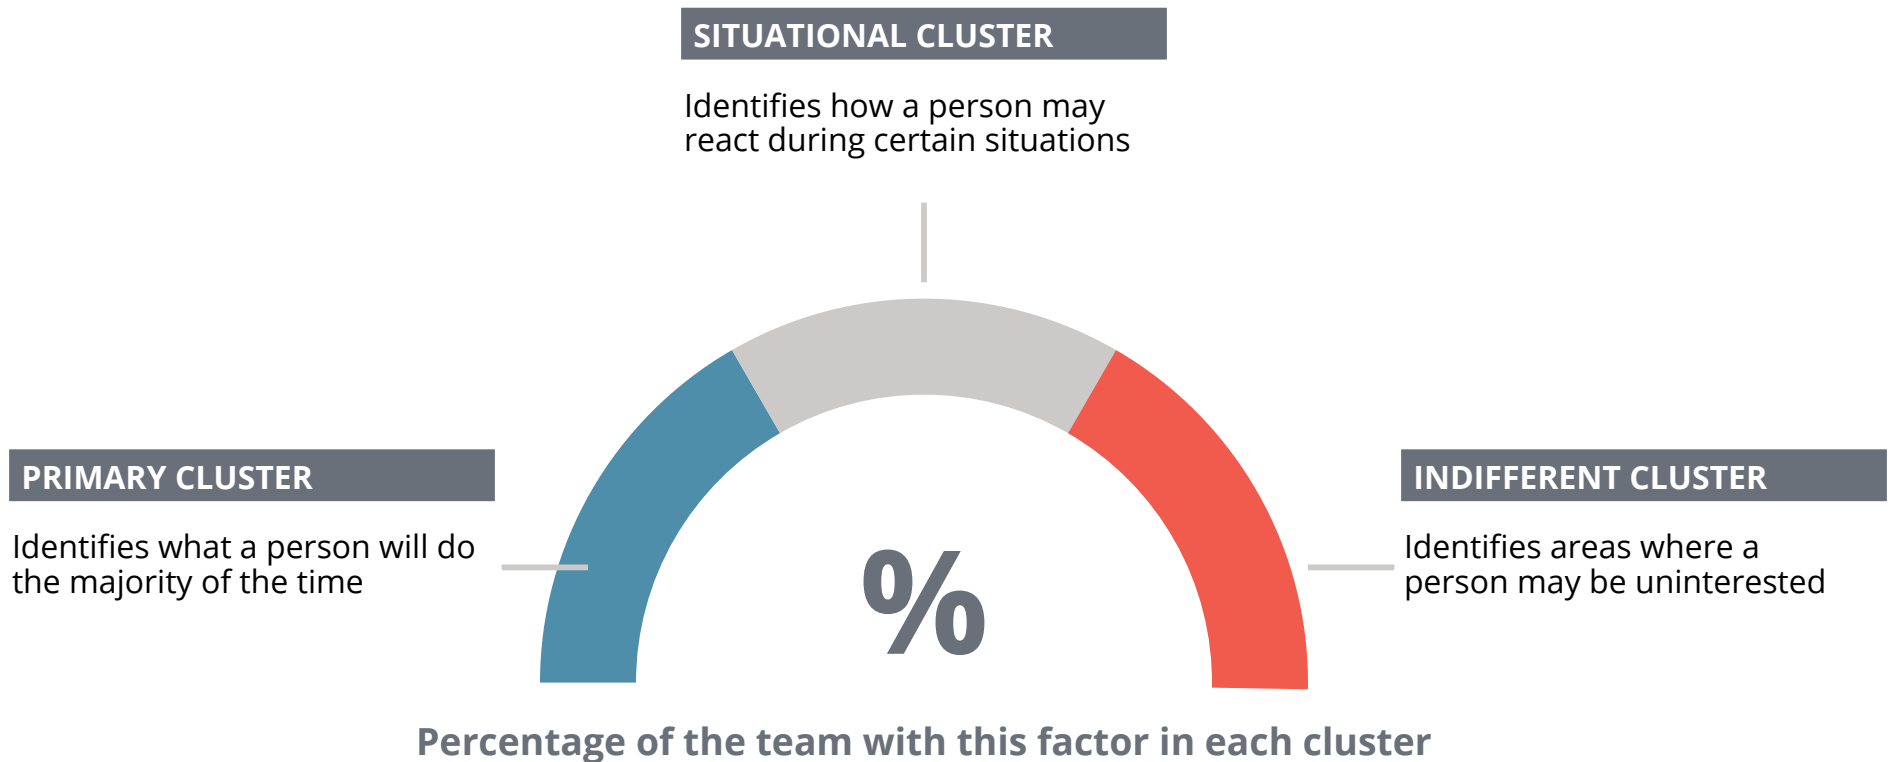 SITUATIONAL CLUSTER
Identifies how a person may
react during certain situations
PRIMARY CLUSTER
Identifies what a person will do
the majority of the time
INDIFFERENT CLUSTER
Identifies areas where a
person may be uninterested
%
Percentage of the team with this factor in each cluster